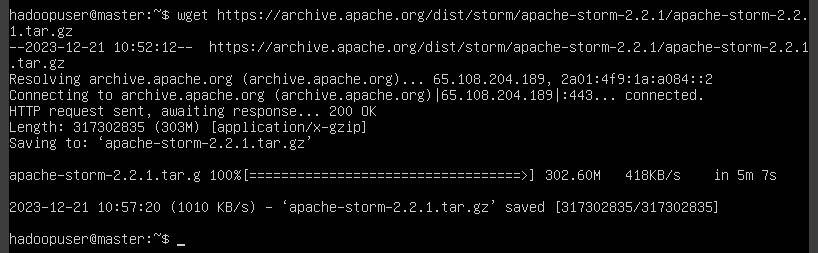 hadoopuser@master:~$ wget https://archive.apache.org/dist/storm/apache-storm-2.2.1/apache-storm-2.2.
1.tar.gz
--2023-12-21 10:52:12--  https://archive.apache.org/dist/storm/apache-storm-2.2.1/apache-storm-2.2.1
.tar.gz
Resolving archive.apache.org (archive.apache.org)... 65.108.204.189, 2a01:4f9:1a:a084::2
Connecting to archive.apache.org (archive.apache.org)|65.108.204.189|:443... connected.
HTTP request sent, awaiting response... 200 OK
Length: 317302835 (303M) [application/x-gzip]
Saving to: ‘apache-storm-2.2.1.tar.gz’
apache-storm-2.2.1.tar.g 100%[==================================>] 302.60M   418KB/s    in 5m 7s
2023-12-21 10:57:20 (1010 KB/s) - ‘apache-storm-2.2.1.tar.gz’ saved [317302835/317302835]
hadoopuser@master:~$ _